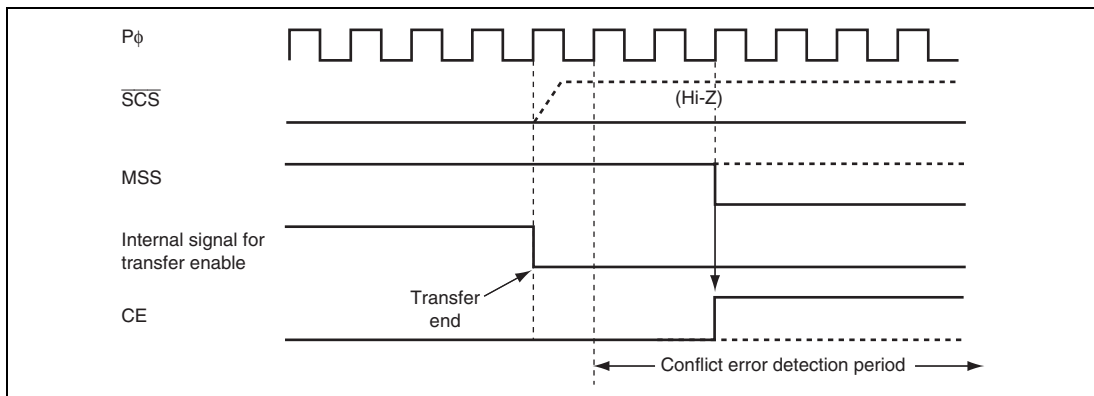 Pϕ
SCS
(Hi-Z)
MSS
Internal signal for
transfer enable
Transfer
end
CE
Conflict error detection period